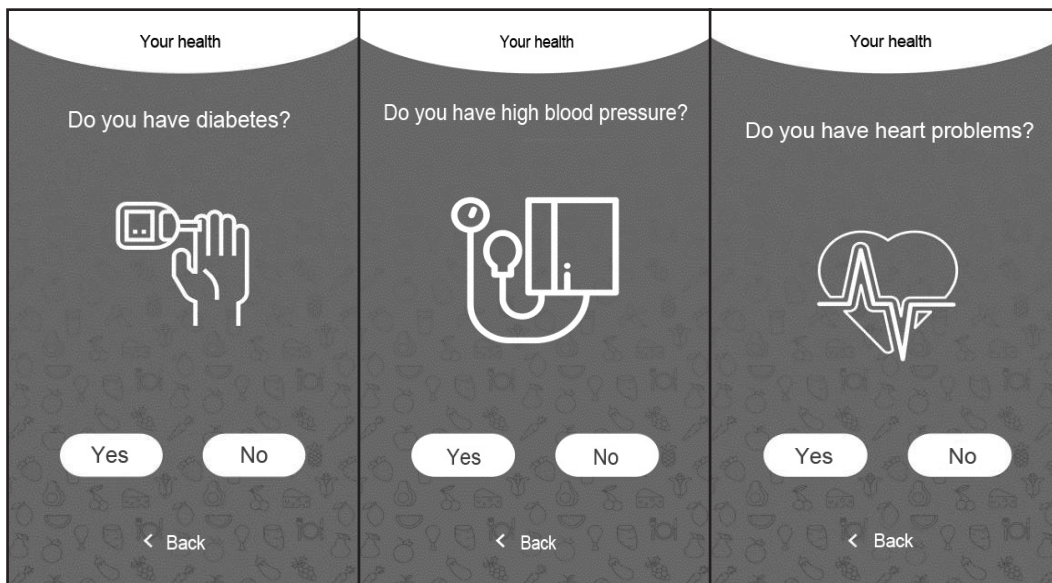 Your health
Do you have diabetes?
Yes
No
< Back
Your health
Do you have high blood pressure?
Yes
No
< Back
Your health
Do you have heart problems?
Yes
No
< Back